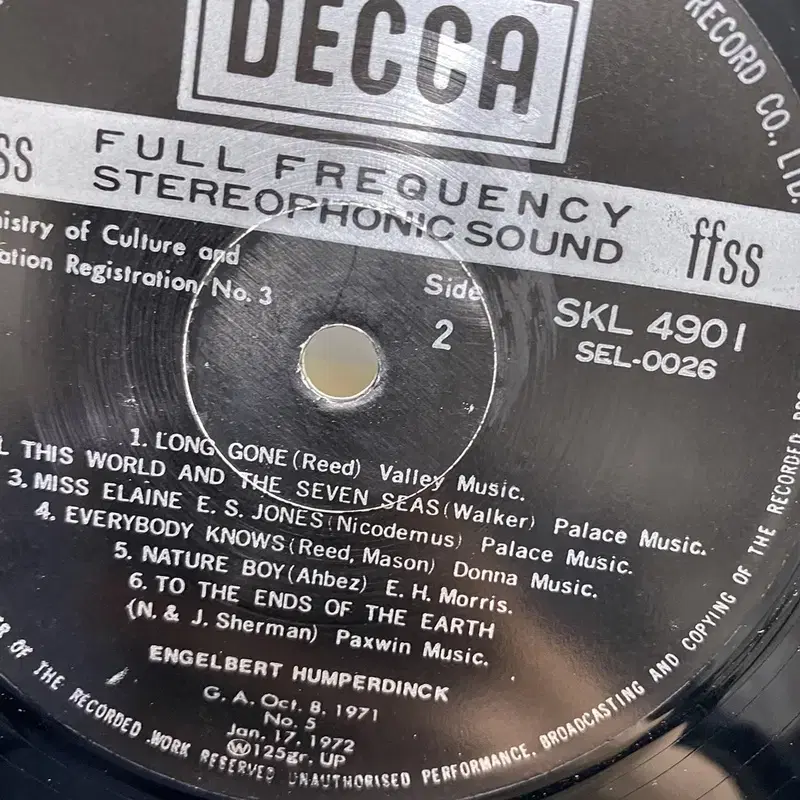 DECCA
RECORD CO., LTD.
FULL FREQUENCY
STEREOPHONIC SOUND
ffss
of Culture and
Registration No. 3
Side
2
SKL 4901
SEL-0026
1. LONG GONE (Reed) Valley Music.
THIS WORLD AND THE SEVEN SEAS (Walker) Palace Music.
3. MISS ELAINE E. S. JONES (Nicodemus) Palace Music.
4. EVERYBODY KNOWS (Reed, Mason) Donna Music.
5. NATURE BOY (Ahbez) E. H. Morris.
6. TO THE ENDS OF THE EARTH
(N. & J. Sherman) Paxwin Music.
ENGELBERT HUMPERDINCK
G. A. Oct. 8, 1971
No. 5
Jan. 17, 1972
Ⓦ125gr. UP
OF THE RECORDED WORK RESERVED UNAUTHORISED PERFORMANCE, BROADCASTING AND COPYING OF THE RECORDED